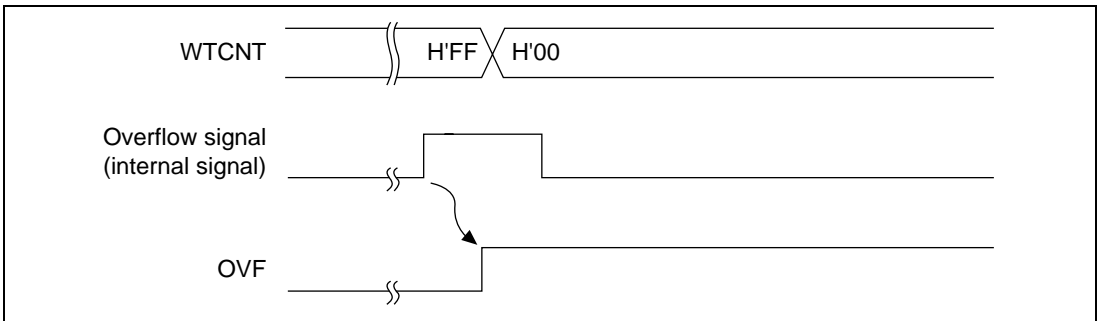 WTCNT
H'FF
H'00
Overflow signal
(internal signal)
OVF